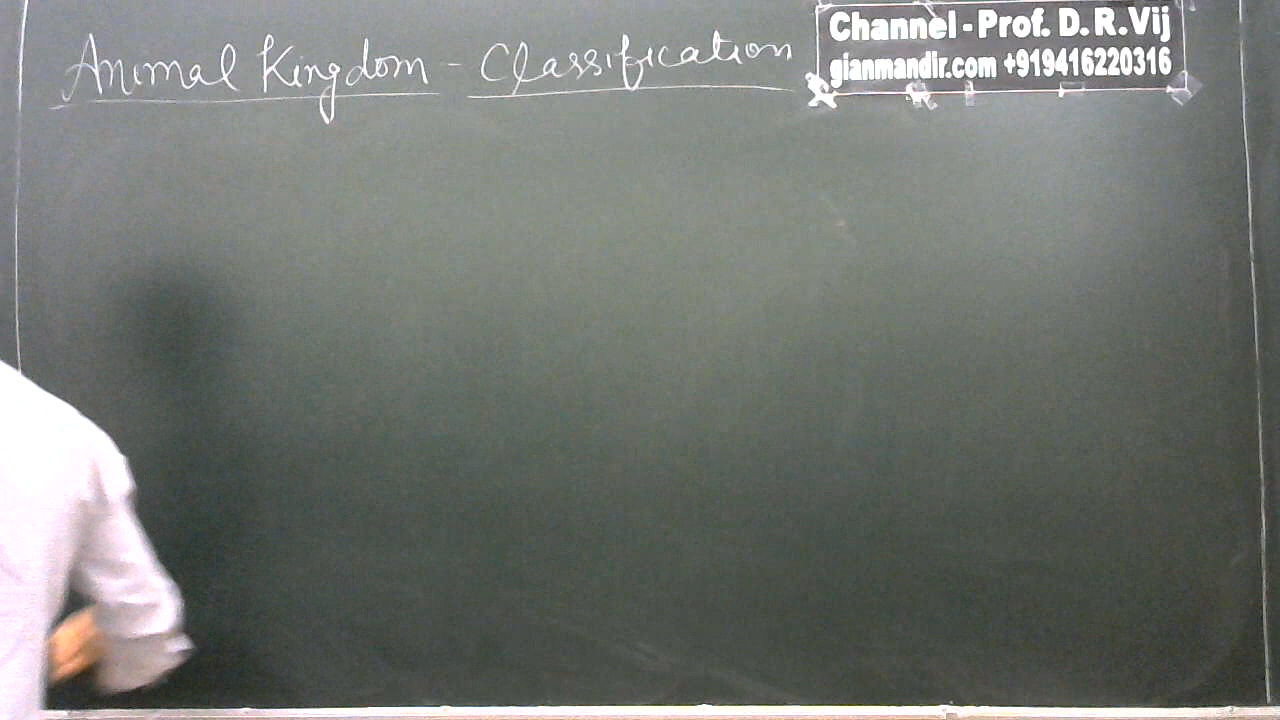 Animal Kingdom - Classification
Channel - Prof. D. R. Vij
gianmandir.com +919416220316